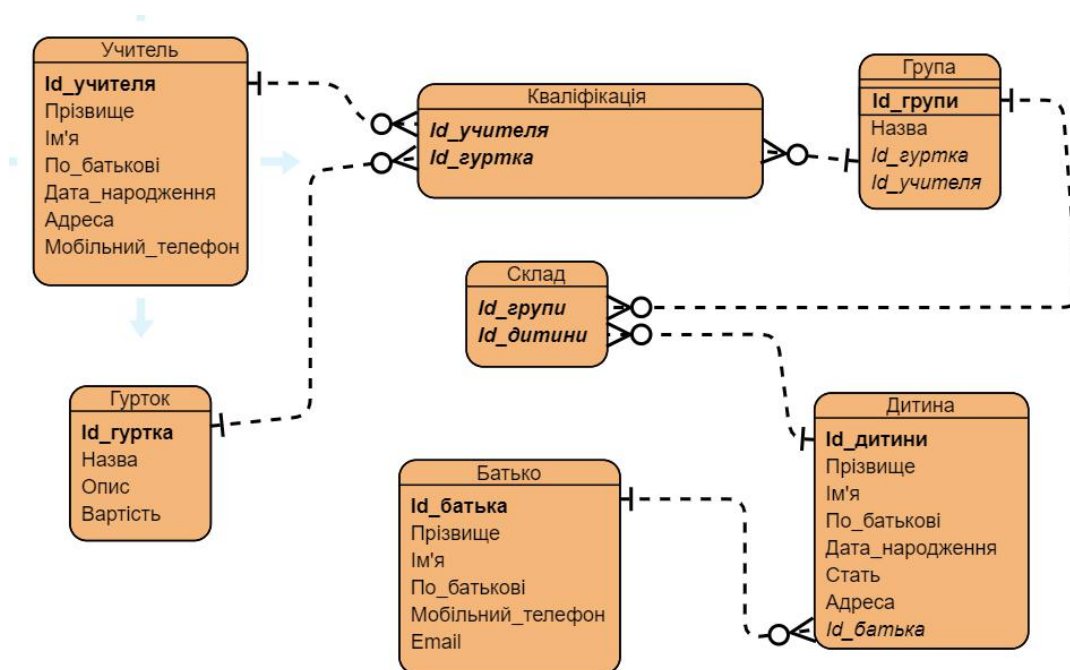 Учитель
Id_учителя
Прізвище
Ім'я
По_батькові
Дата_народження
Адреса
Мобільний_телефон
Кваліфікація
Id_учителя
Id_гуртка
Група
Id_групи
Назва
Id_гуртка
Id_учителя
Склад
Id_групи
Id_дитини
Гурток
Id_гуртка
Назва
Опис
Вартість
Батько
Id_батька
Прізвище
Ім'я
По_батькові
Мобільний_телефон
Email
Дитина
Id_дитини
Прізвище
Ім'я
По_батькові
Дата_народження
Стать
Адреса
Id_батька